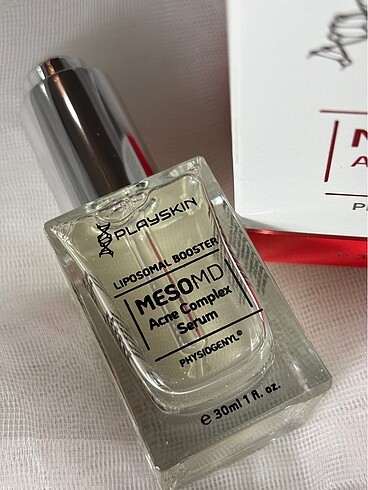 PLAYSKIN
LIPOSOMAL BOOSTER
MESOMD
Acne Complex
Serum
PHYSIOGENYL®
℮ 30ml 1 fl. oz.